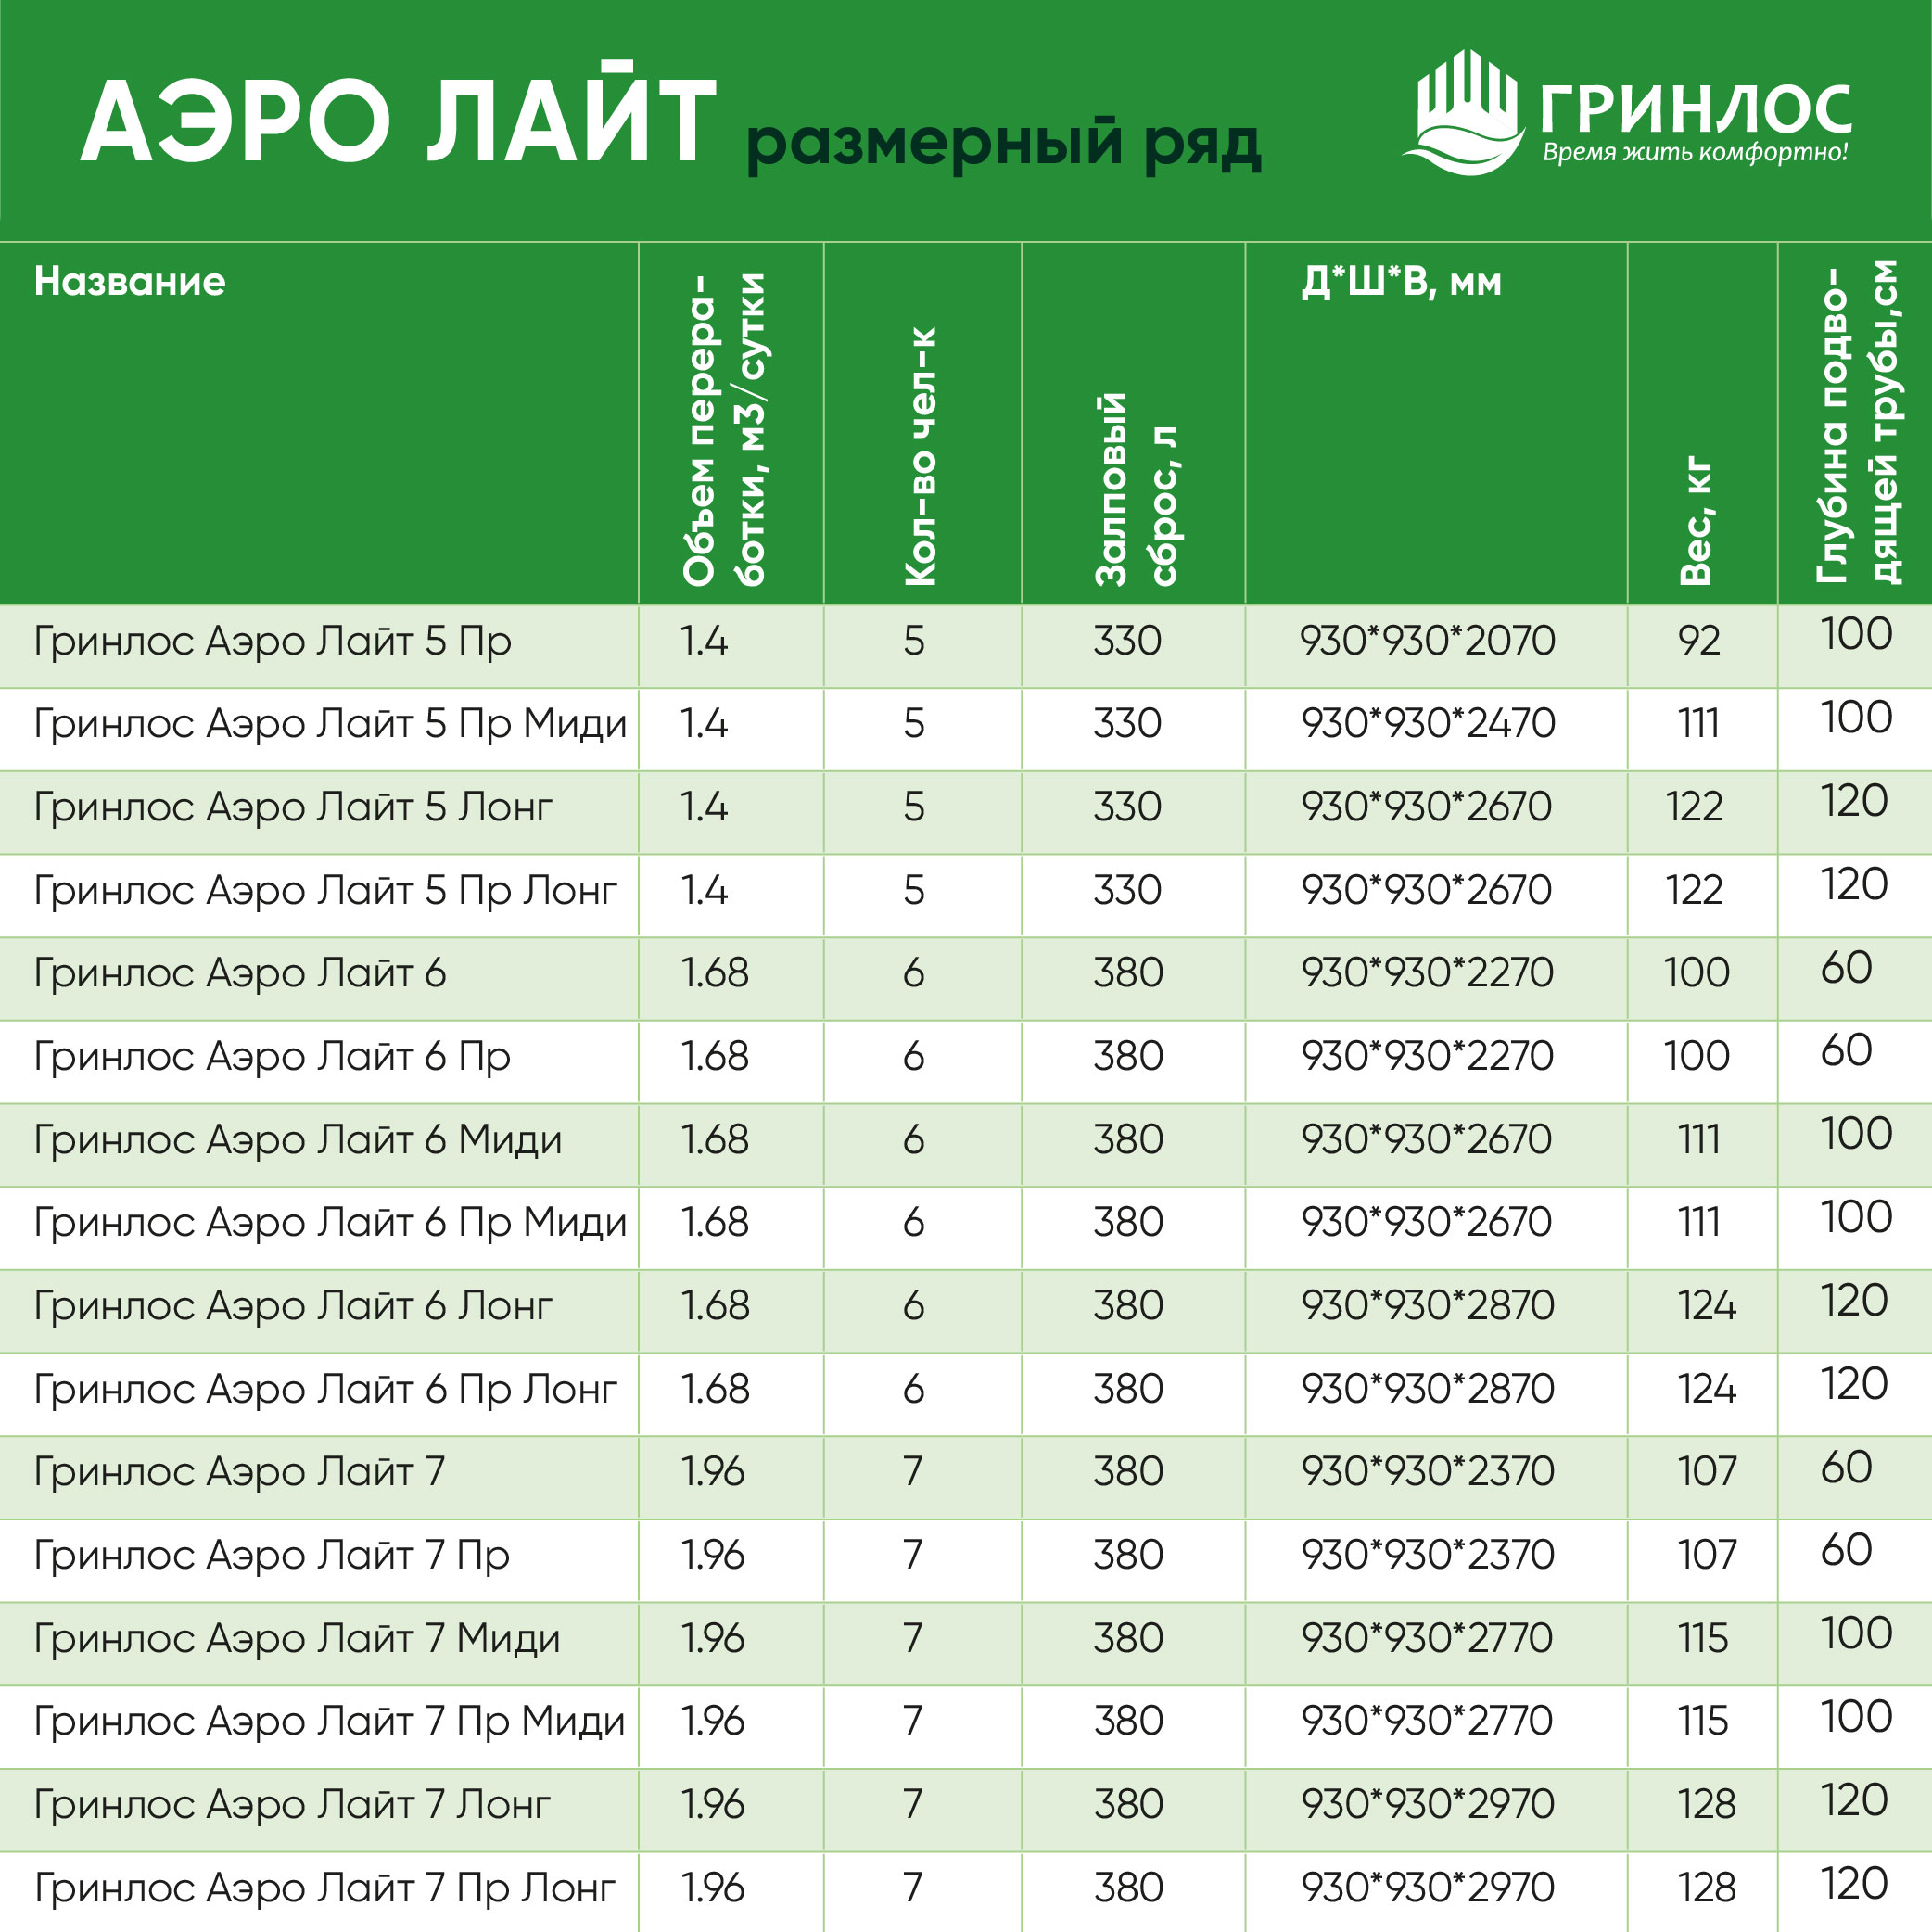 АЭРО ЛАЙТ размерный ряд
ГРИНЛОС
Время жить комфортно!
Название
Объем перера-
ботки, м3/сутки
Кол-во чел-к
Залповый
сброс, л
Д*Ш*В, мм
Вес, кг
Глубина подво-
дящей трубы,см
Гринлос Аэро Лайт 5 Пр 1.4 5 330 930*930*2070 92 100
Гринлос Аэро Лайт 5 Пр Миди 1.4 5 330 930*930*2470 111 100
Гринлос Аэро Лайт 5 Лонг 1.4 5 330 930*930*2670 122 120
Гринлос Аэро Лайт 5 Пр Лонг 1.4 5 330 930*930*2670 122 120
Гринлос Аэро Лайт 6 1.68 6 380 930*930*2270 100 60
Гринлос Аэро Лайт 6 Пр 1.68 6 380 930*930*2270 100 60
Гринлос Аэро Лайт 6 Миди 1.68 6 380 930*930*2670 111 100
Гринлос Аэро Лайт 6 Пр Миди 1.68 6 380 930*930*2670 111 100
Гринлос Аэро Лайт 6 Лонг 1.68 6 380 930*930*2870 124 120
Гринлос Аэро Лайт 6 Пр Лонг 1.68 6 380 930*930*2870 124 120
Гринлос Аэро Лайт 7 1.96 7 380 930*930*2370 107 60
Гринлос Аэро Лайт 7 Пр 1.96 7 380 930*930*2370 107 60
Гринлос Аэро Лайт 7 Миди 1.96 7 380 930*930*2770 115 100
Гринлос Аэро Лайт 7 Пр Миди 1.96 7 380 930*930*2770 115 100
Гринлос Аэро Лайт 7 Лонг 1.96 7 380 930*930*2970 128 120
Гринлос Аэро Лайт 7 Пр Лонг 1.96 7 380 930*930*2970 128 120